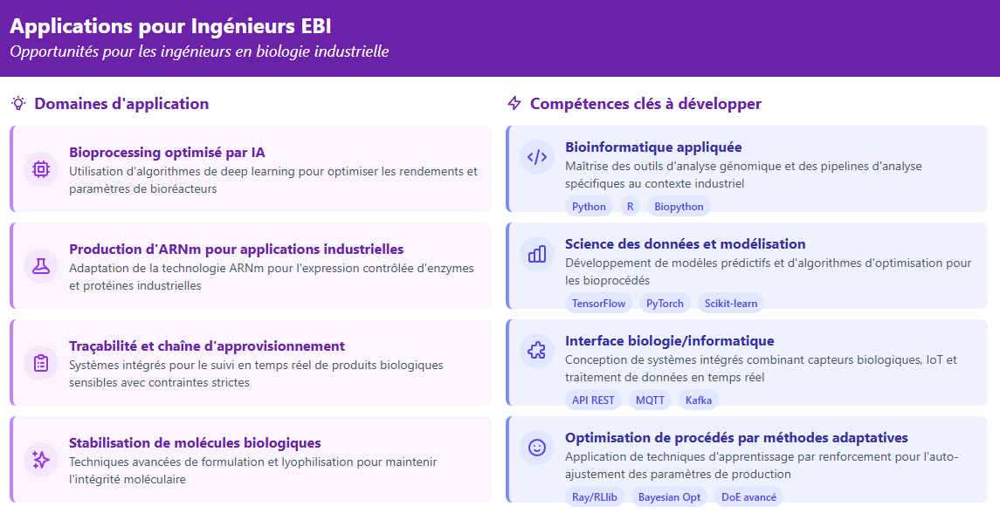 Applications pour Ingénieurs EBI
Opportunités pour les ingénieurs en biologie industrielle
Domaines d'application
Bioprocessing optimisé par IA
Utilisation d'algorithmes de deep learning pour optimiser les rendements et
paramètres de bioréacteurs
Production d'ARNm pour applications industrielles
Adaptation de la technologie ARNm pour l'expression contrôlée d'enzymes
et protéines industrielles
Traçabilité et chaîne d'approvisionnement
Systèmes intégrés pour le suivi en temps réel de produits biologiques
sensibles avec contraintes strictes
Stabilisation de molécules biologiques
Techniques avancées de formulation et lyophilisation pour maintenir
l'intégrité moléculaire
Compétences clés à développer
Bioinformatique appliquée
Maîtrise des outils d'analyse génomique et des pipelines d'analyse
spécifiques au contexte industriel
Python R Biopython
Science des données et modélisation
Développement de modèles prédictifs et d'algorithmes d'optimisation pour
les bioprocédés
TensorFlow PyTorch Scikit-learn
Interface biologie/informatique
Conception de systèmes intégrés combinant capteurs biologiques, IoT et
traitement de données en temps réel
API REST MQTT Kafka
Optimisation de procédés par méthodes adaptatives
Application de techniques d'apprentissage par renforcement pour l'auto-
ajustement des paramètres de production
Ray/RLlib Bayesian Opt DoE avancé